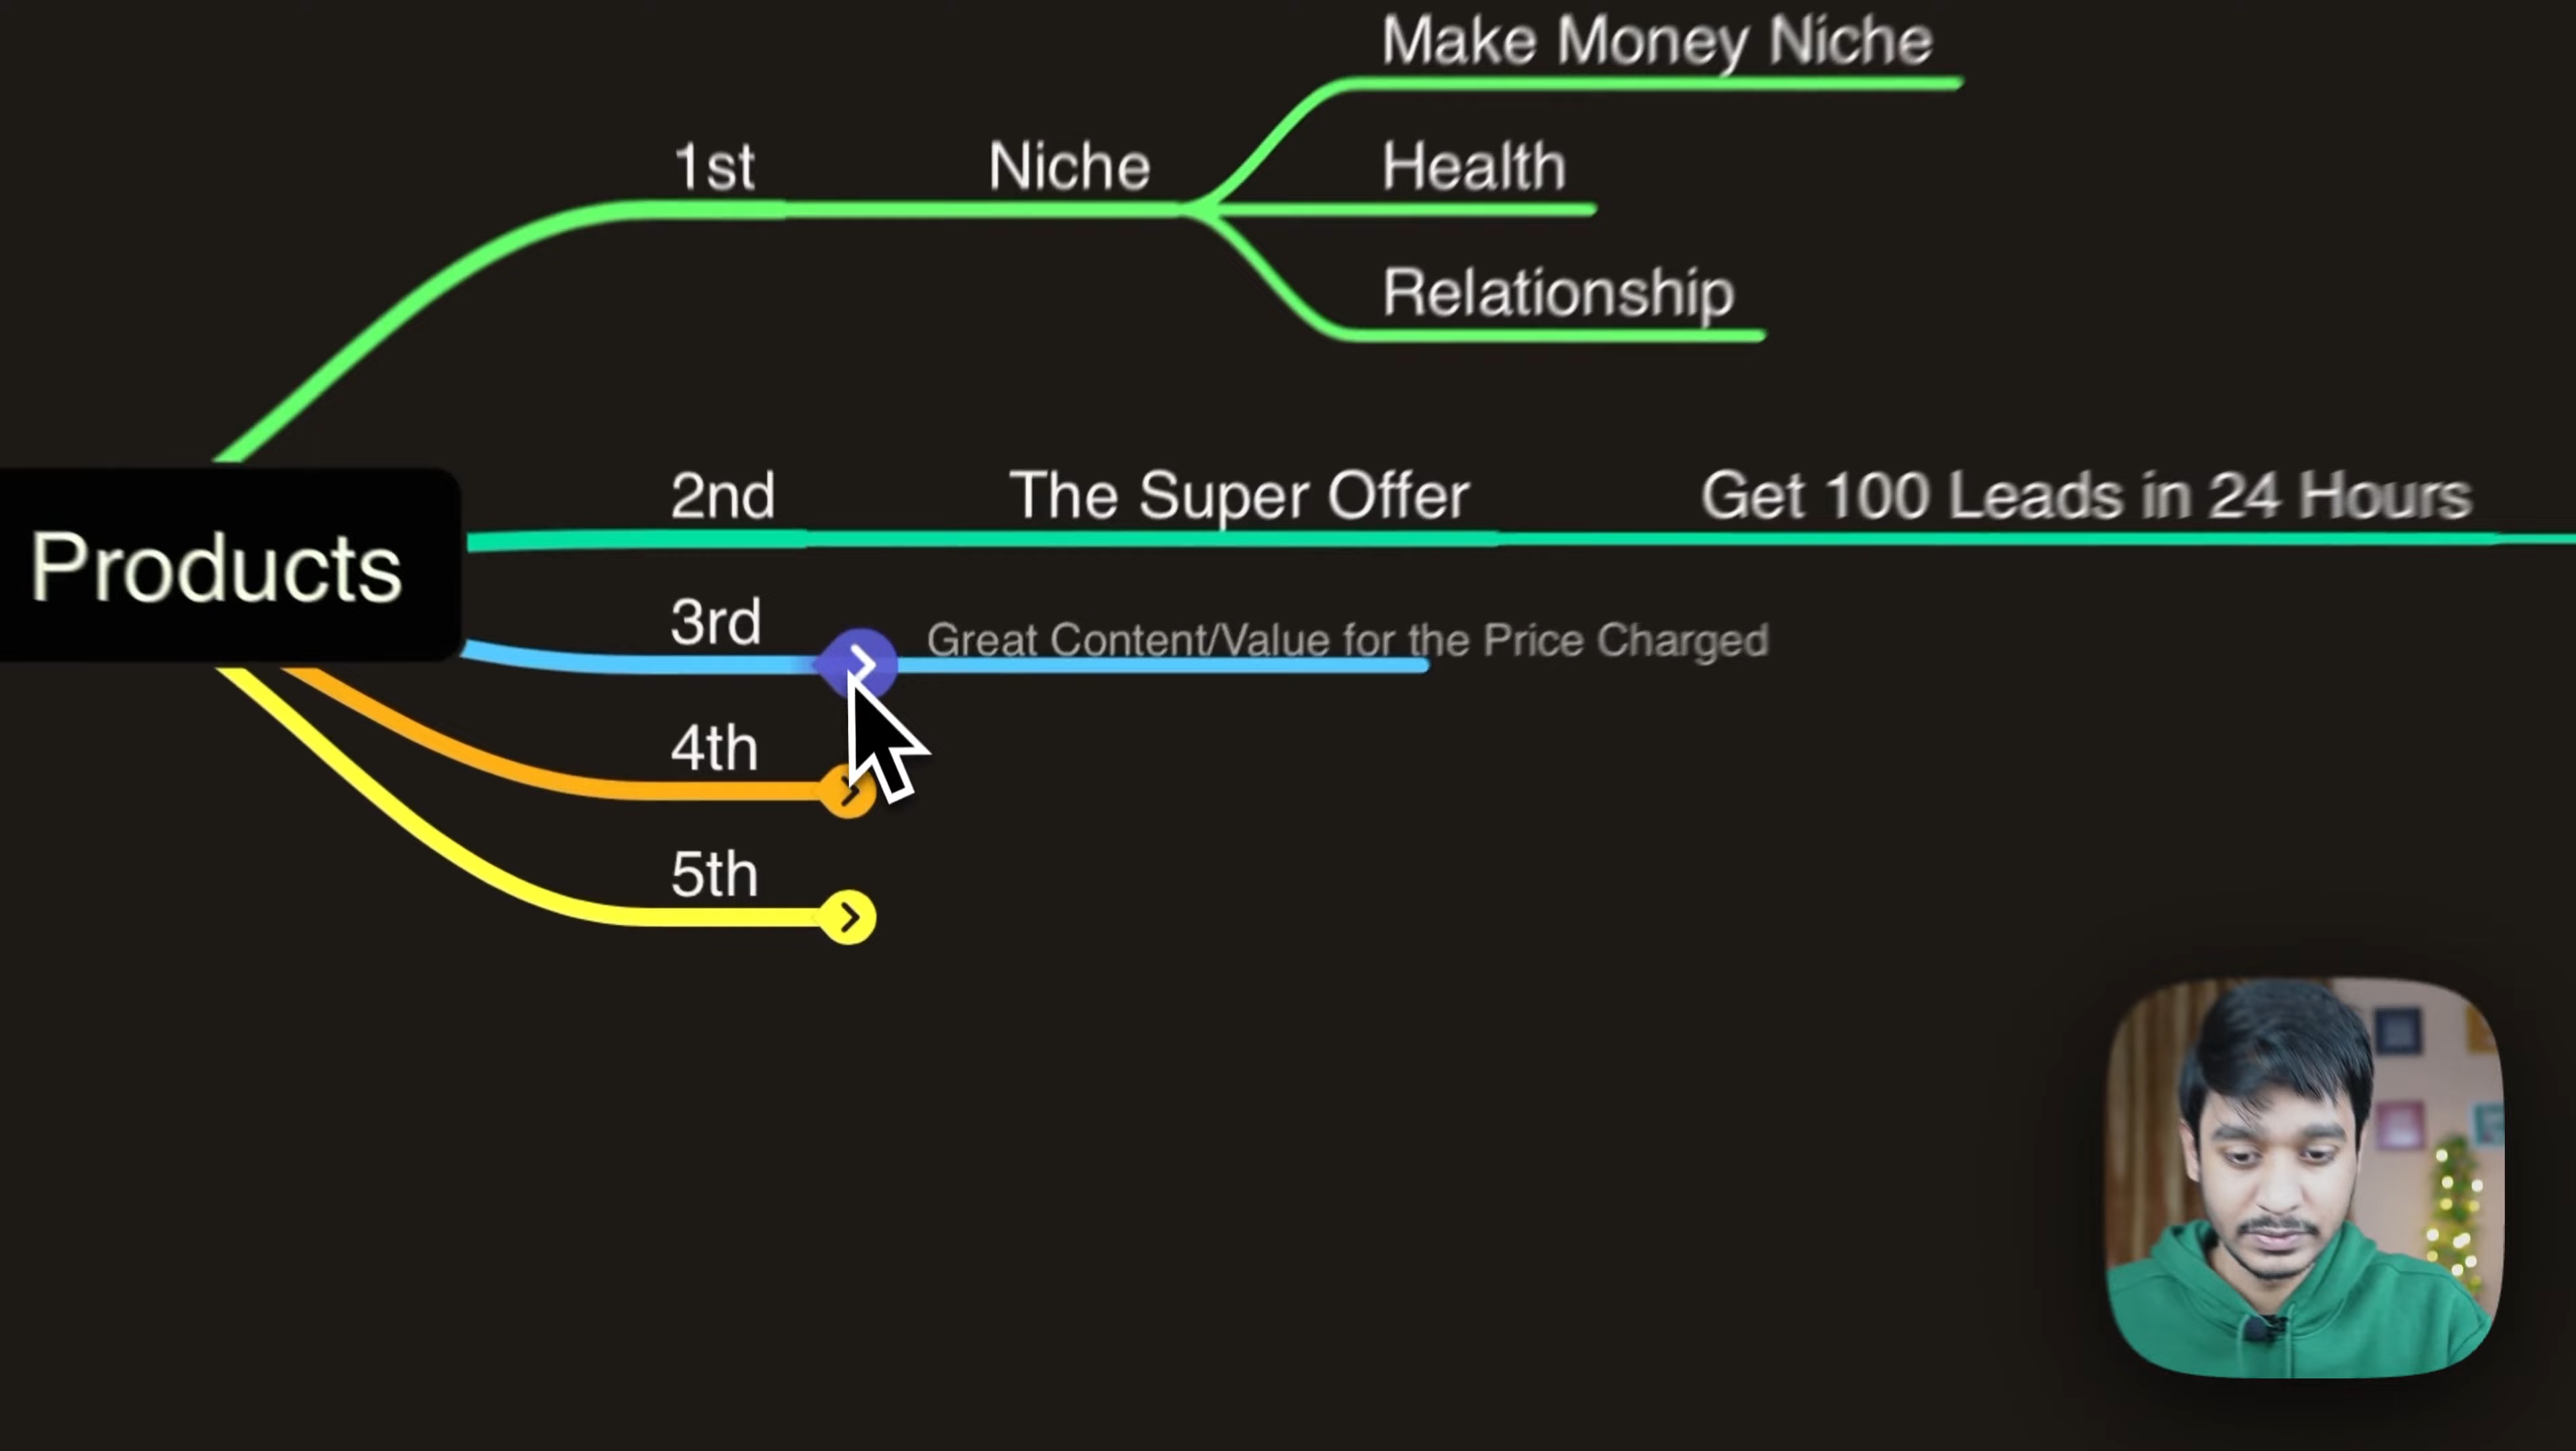 Make Money Niche
1st Niche Health
Relationship
2nd The Super Offer Get 100 Leads in 24 Hours
Products
3rd Great Content/Value for the Price Charged
4th
5th